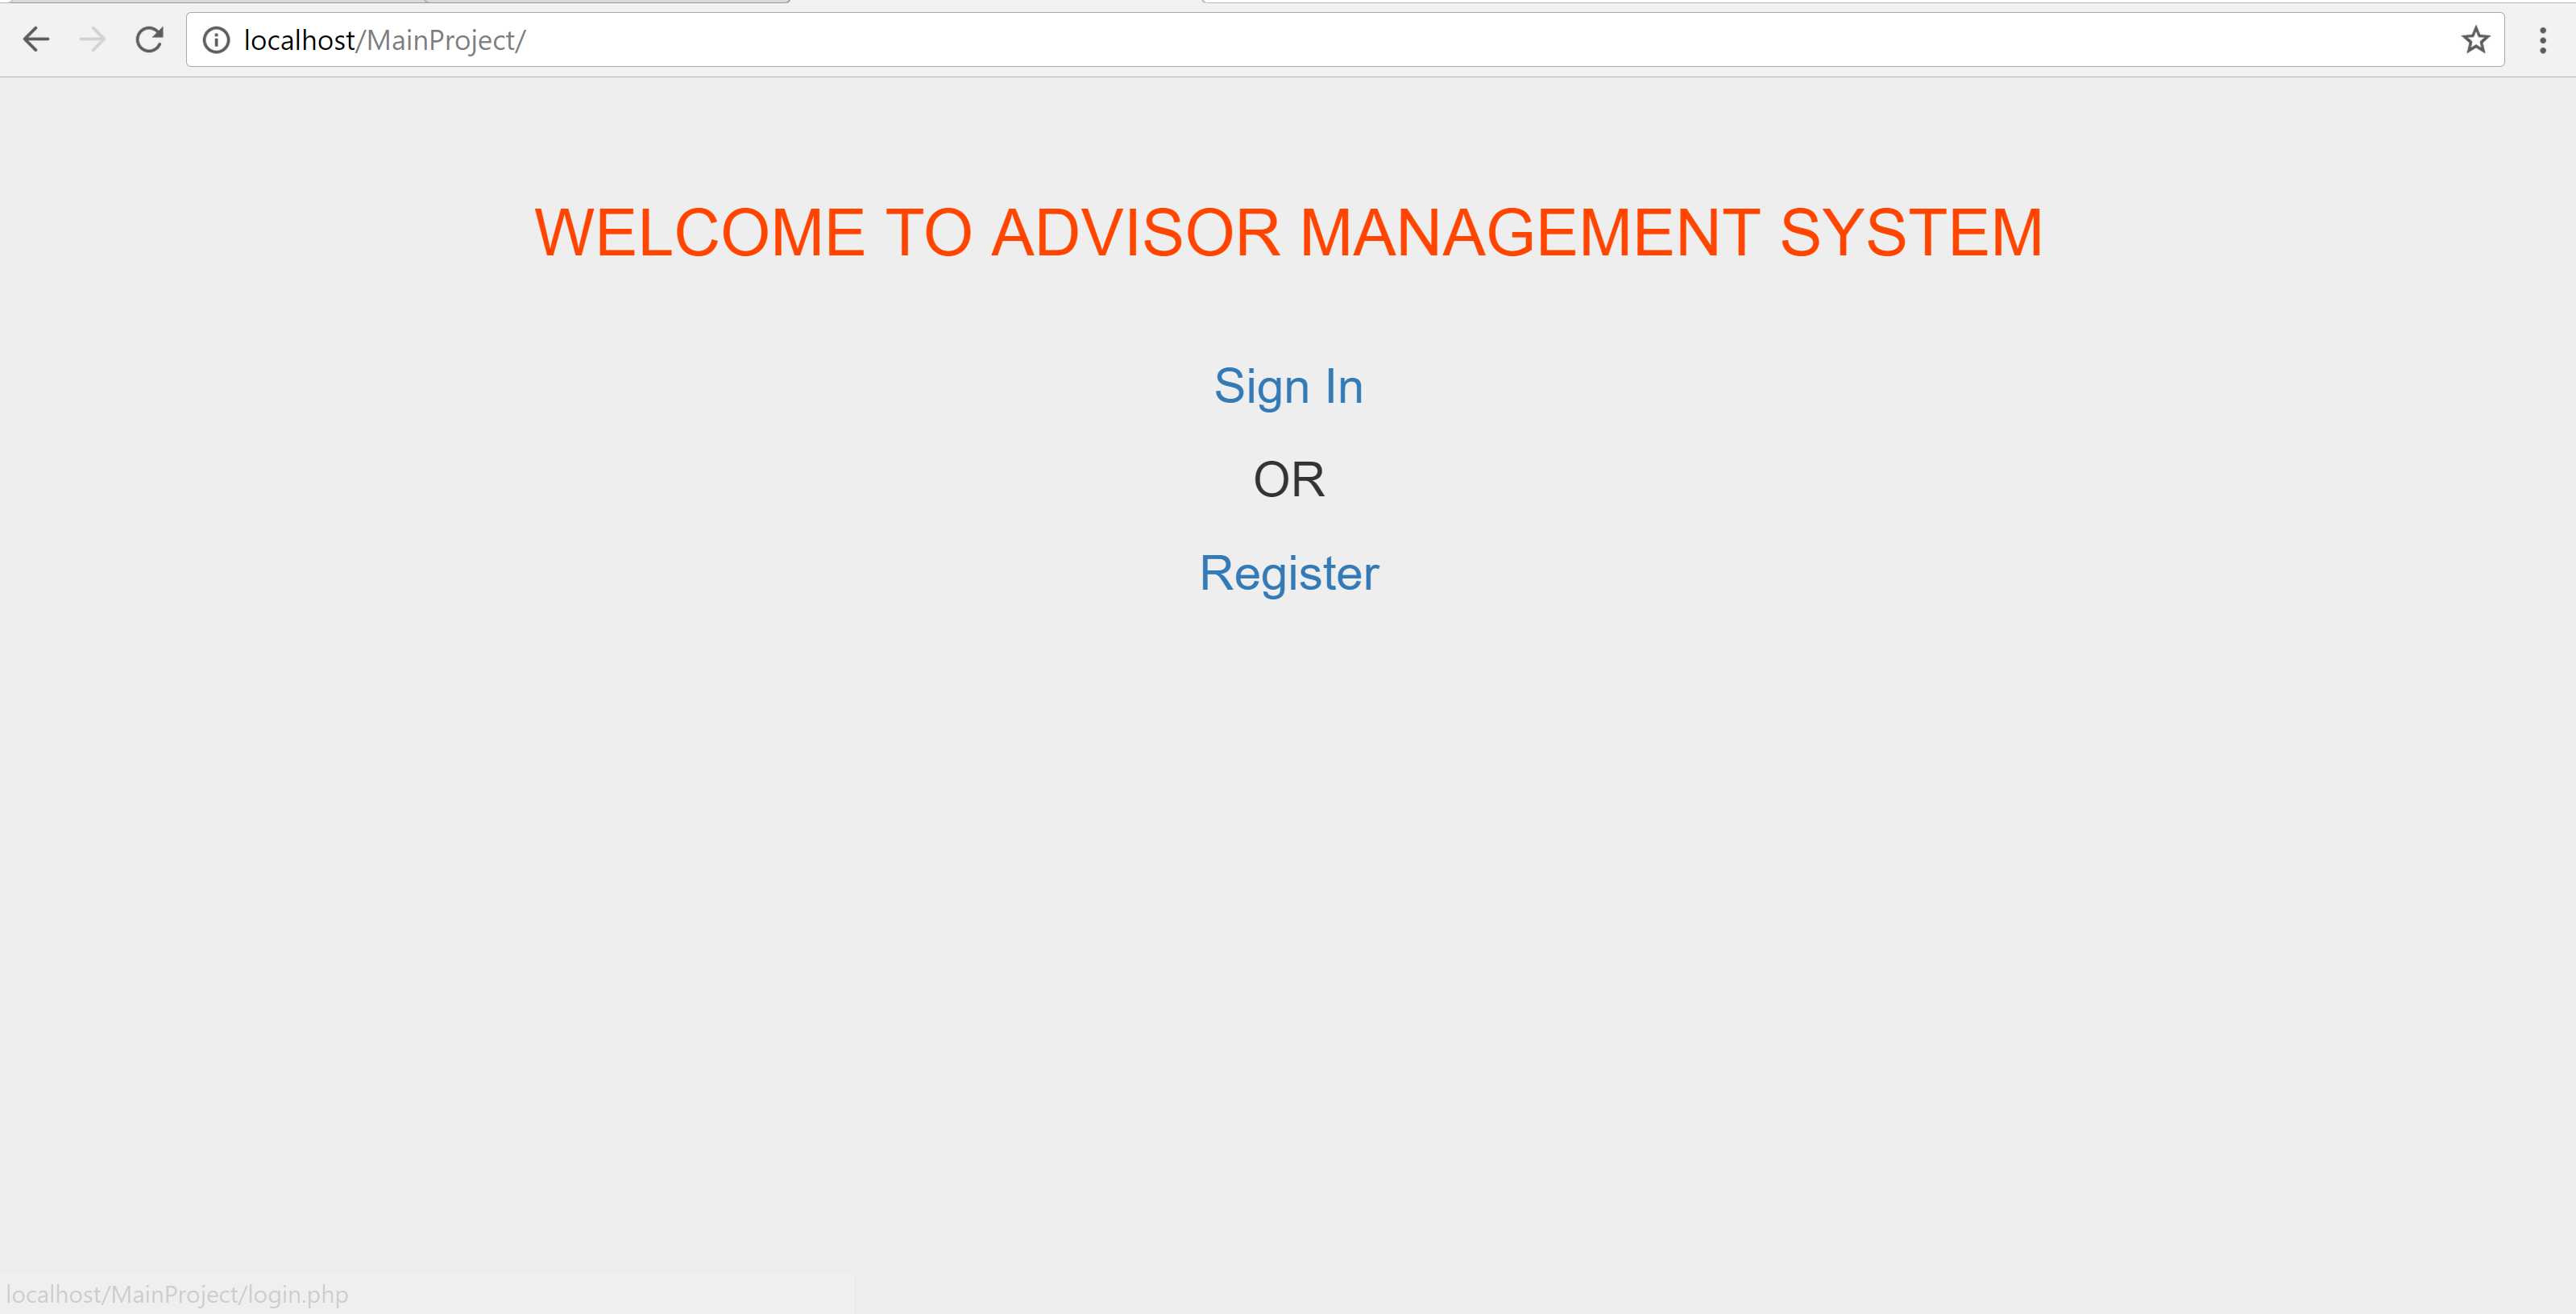 localhost/MainProject/
WELCOME TO ADVISOR MANAGEMENT SYSTEM
Sign In
OR
Register
localhost/MainProject/login.php